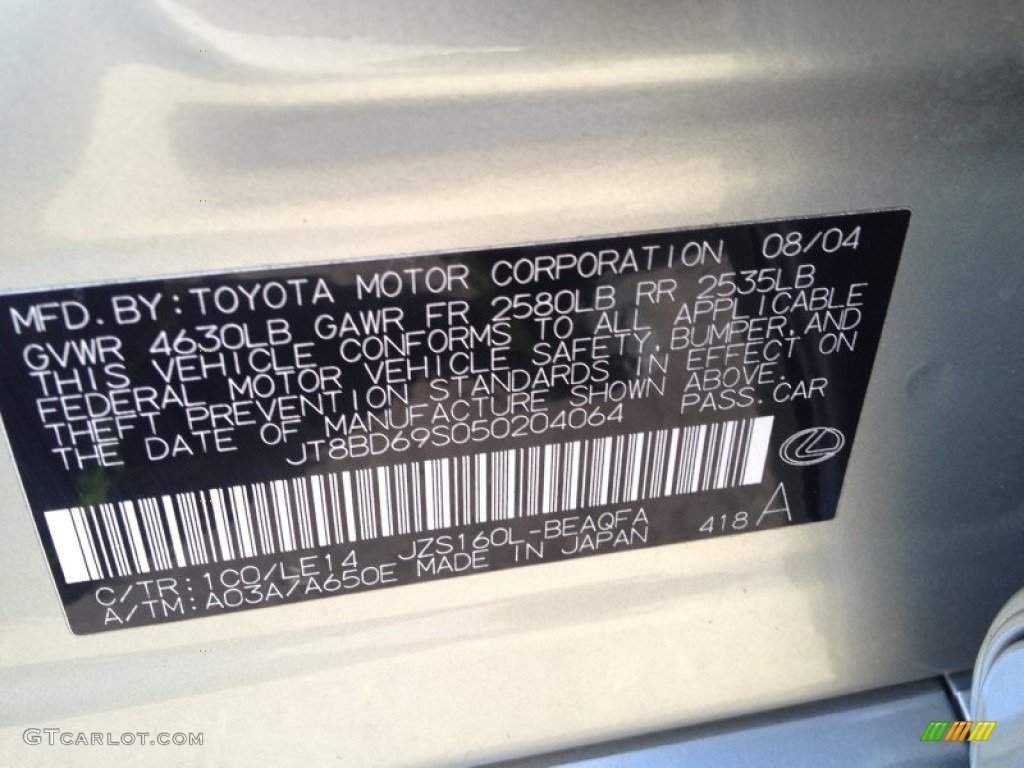 MFD. BY: TOYOTA MOTOR CORPORATION 08/04
GVWR 4630LB GAWR FR 2580LB RR 2535LB
THIS VEHICLE CONFORMS TO ALL APPLICABLE
FEDERAL MOTOR VEHICLE SAFETY, BUMPER, AND
THEFT PREVENTION STANDARDS IN EFFECT ON
THE DATE OF MANUFACTURE SHOWN ABOVE.
JT8BD69S050204064 PASS. CAR
C/TR: 1C0/LE14 JZS160L-BEAQFA 418 A
A/TM: A03A/A650E MADE IN JAPAN
GTCARLOT.COM